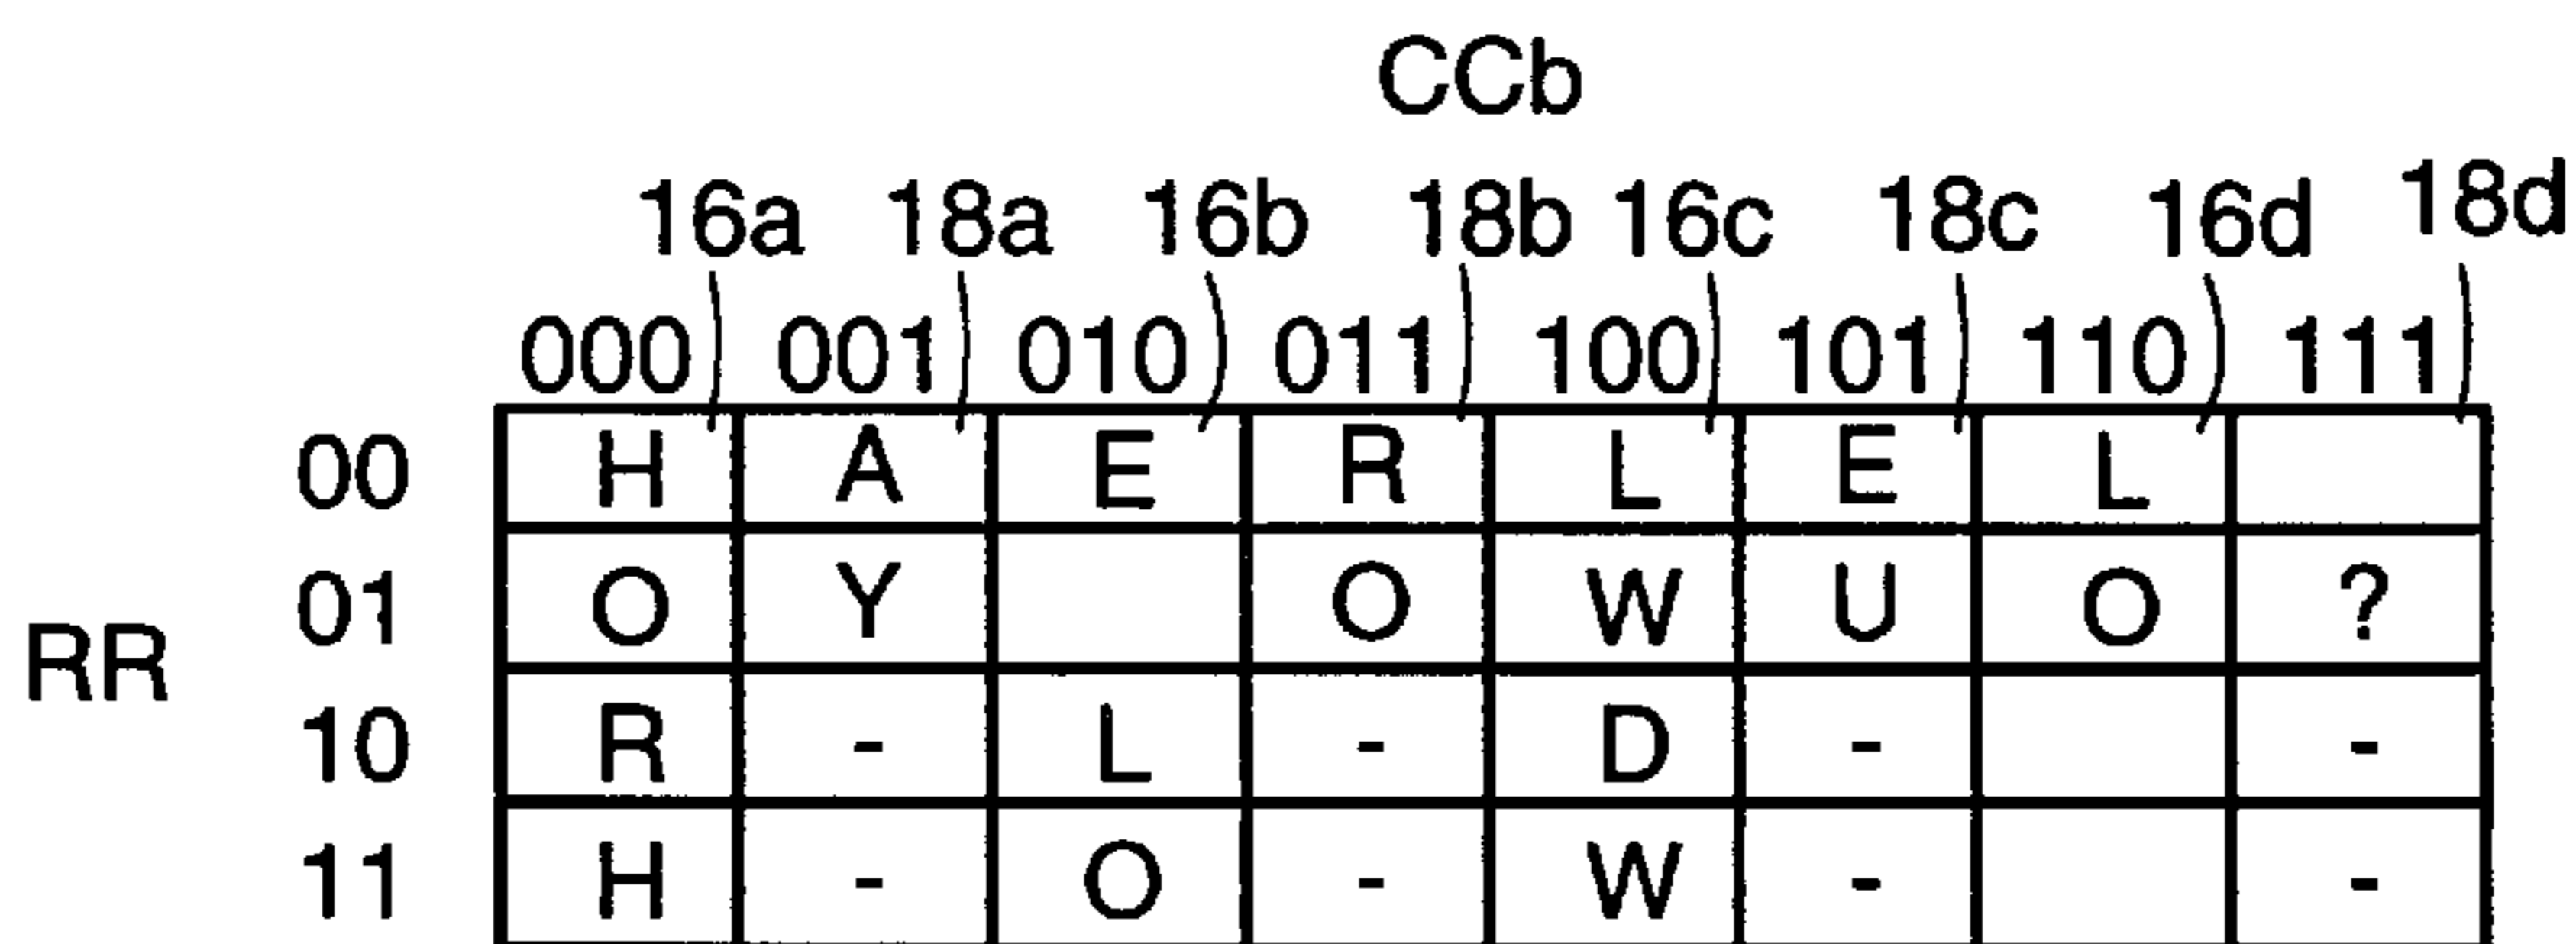 CCb
16a 18a 16b 18b 16c 18c 16d 18d
000 001 010 011 100 101 110 111
00 H A E R L E L
01 O Y O W U O ?
RR
10 R - L - D - -
11 H - O - W - -